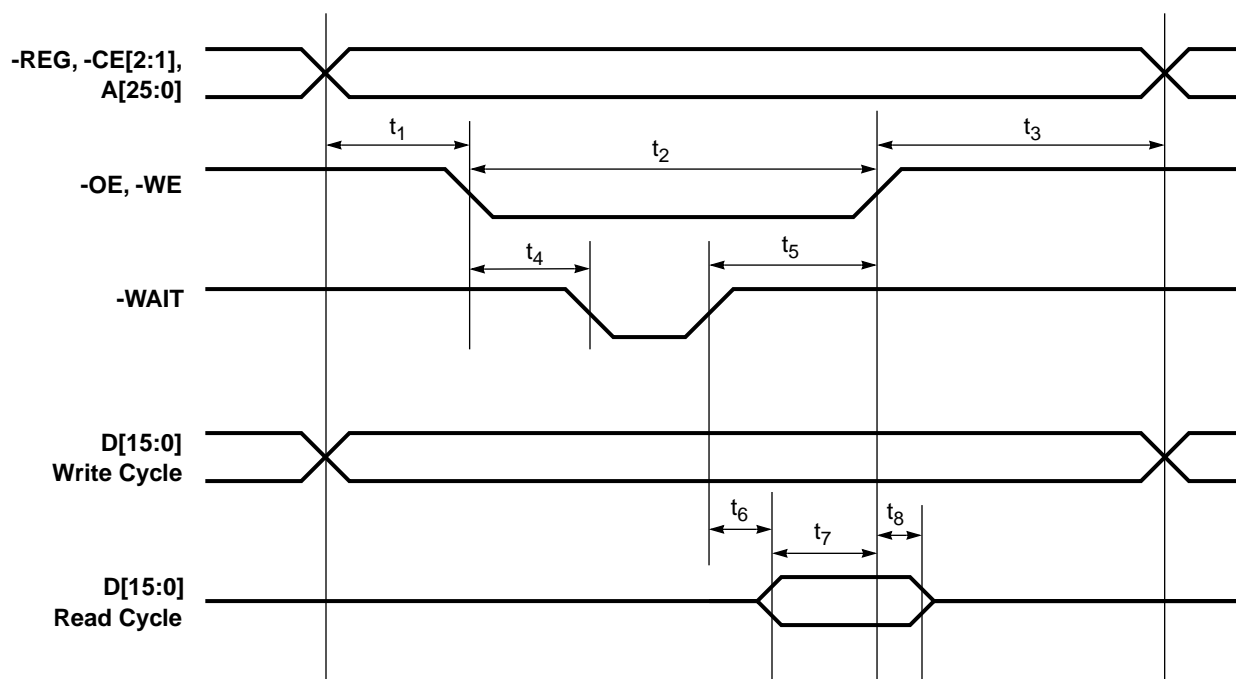 -REG, -CE[2:1],
A[25:0]
t1
t2
t3
-OE, -WE
t4
t5
-WAIT
D[15:0]
Write Cycle
t6
t7
t8
D[15:0]
Read Cycle